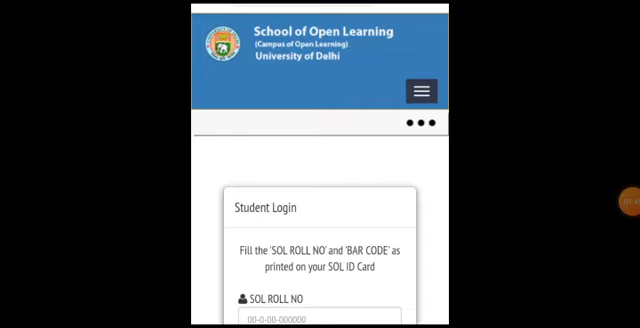 School of Open Learning
(Campus of Open Learning)
University of Delhi
Student Login
Fill the 'SOL ROLL NO' and 'BAR CODE' as
printed on your SOL ID Card
SOL ROLL NO
00-0-00-000000